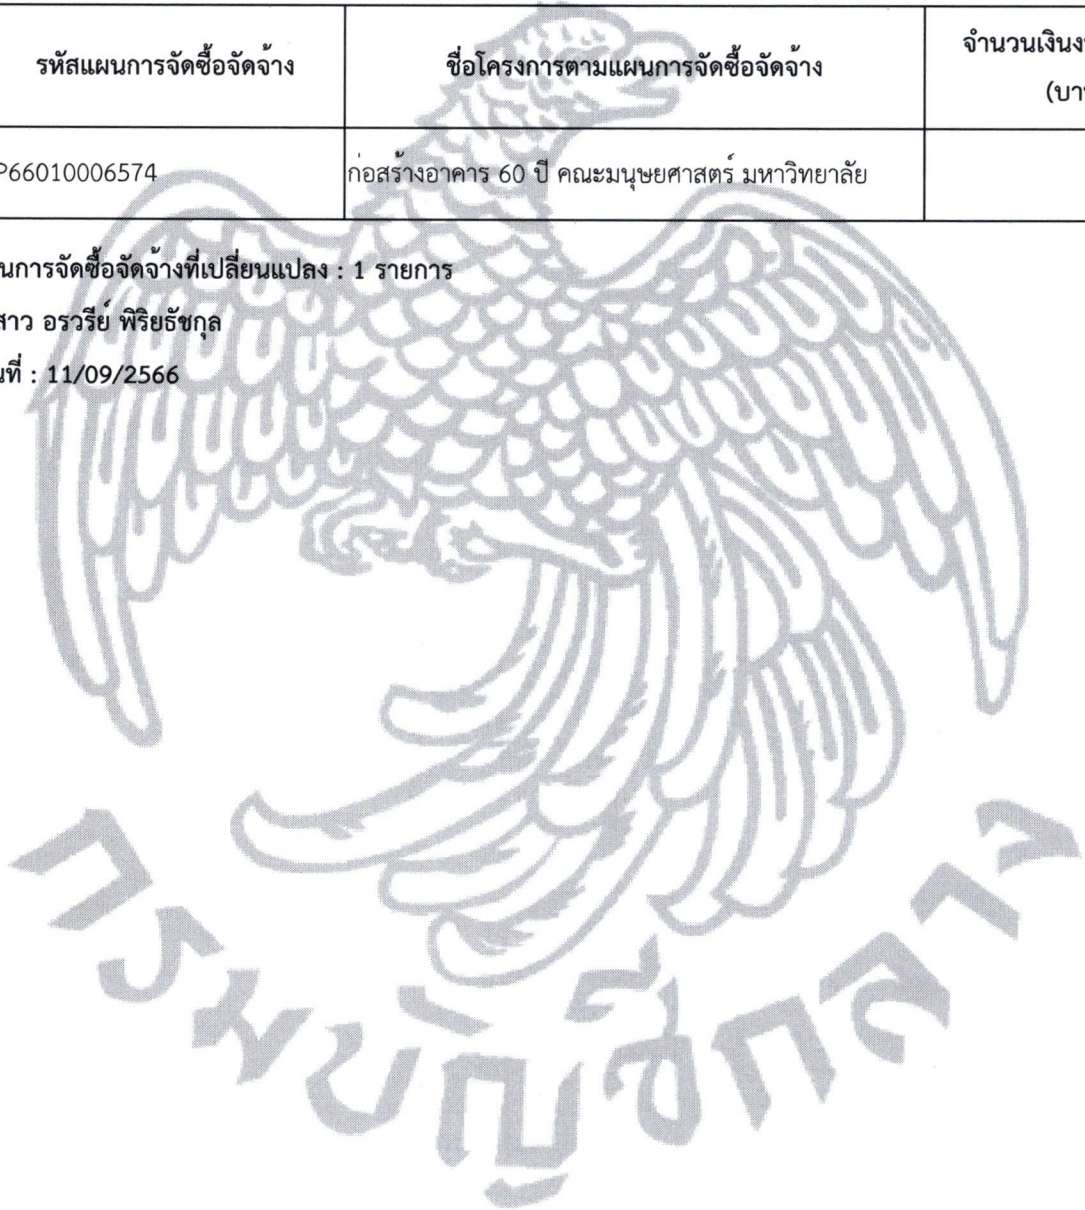 รหัสแผนการจัดซื้อจัดจ้าง
ชื่อโครงการตามแผนการจัดซื้อจัดจ้าง
จำนวนเงินง
(บา
P66010006574
ก่อสร้างอาคาร 60 ปี คณะมนุษยศาสตร์ มหาวิทยาลัย
นการจัดซื้อจัดจ้างที่เปลี่ยนแปลง : 1 รายการ
สาว อรวรีย์ พิริยธัชกุล
นที่ : 11/09/2566
กรมบัญชีกลาง